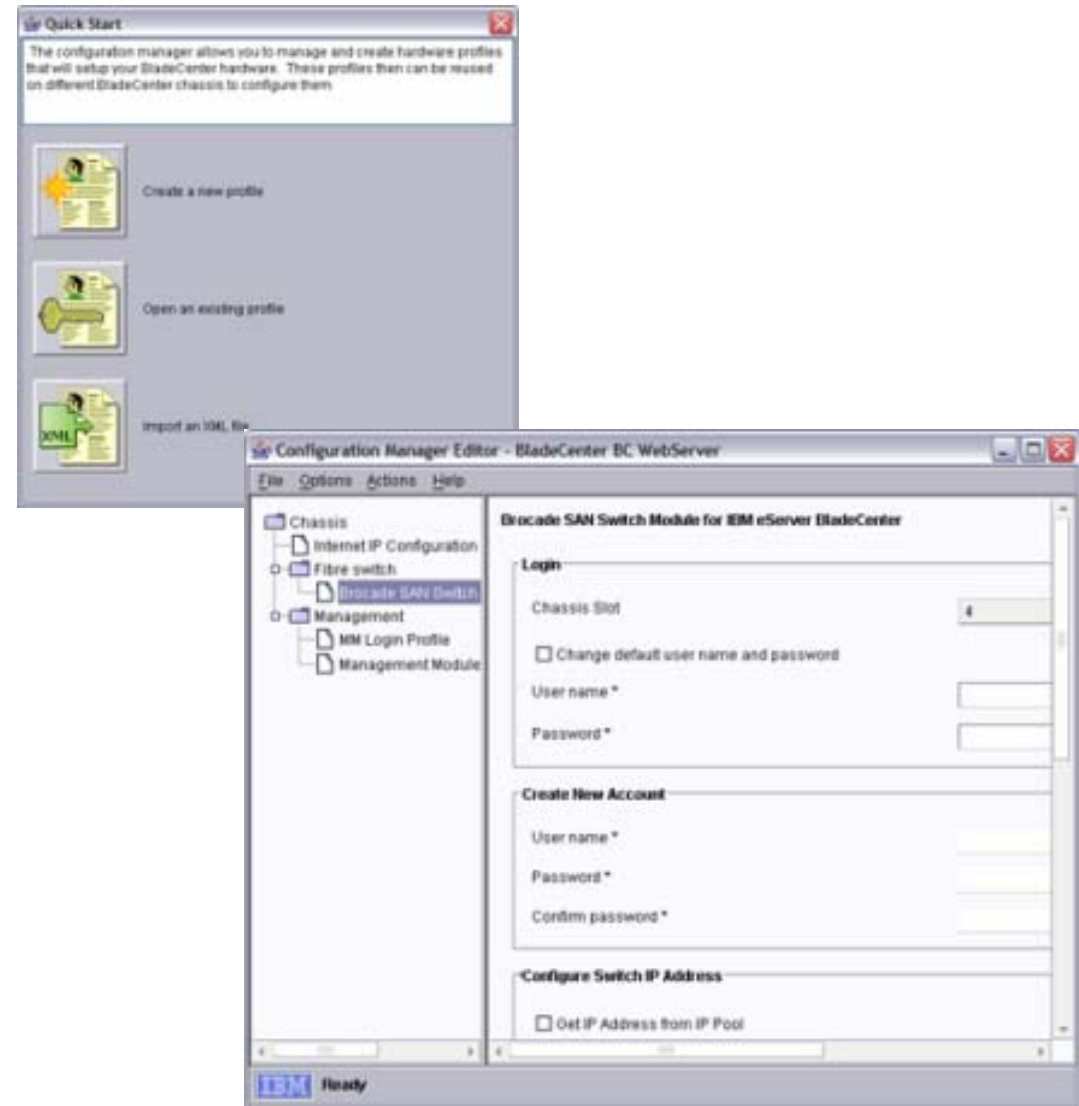 Quick Start
The configuration manager allows you to manage and create hardware profiles
that will setup your BladeCenter hardware. These profiles then can be reused
on different BladeCenter chassis to configure them
Create a new profile
Open an existing profile
XML
Import an XML file
Configuration Manager Editor - BladeCenter BC WebServer
File Options Actions Help
Chassis
Internet IP Configuration
Fibre switch
Brocade SAN Switch
Management
MM Login Profile
Management Module
Brocade SAN Switch Module for IBM eServer BladeCenter
Login
Chassis Slot
4
Change default user name and password
User name *
Password *
Create New Account
User name *
Password *
Confirm password *
Configure Switch IP Address
Get IP Address from IP Pool
IBM Ready